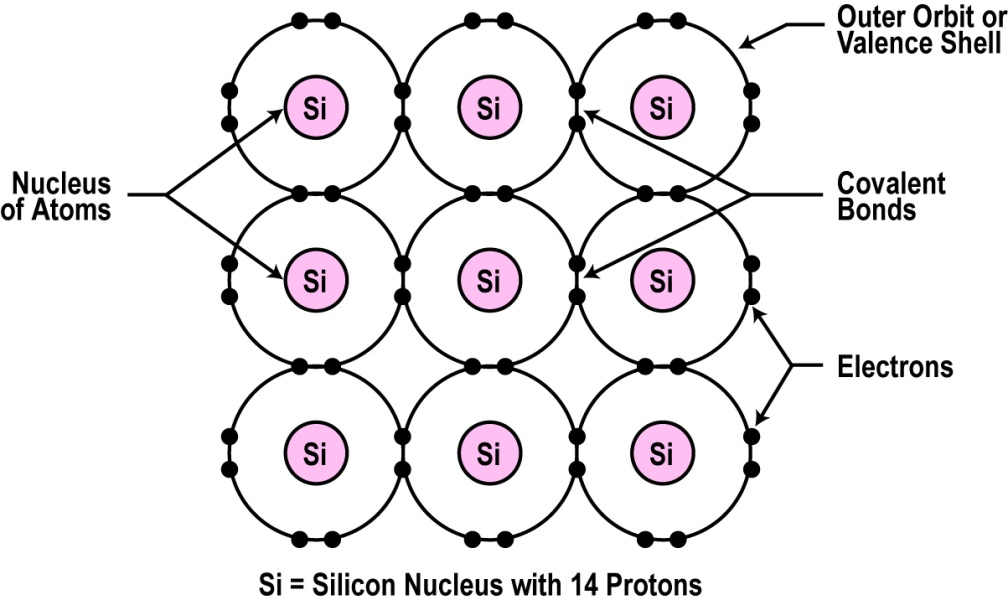 Outer Orbit or
Valence Shell
Si Si Si
Nucleus
of Atoms
Covalent
Bonds
Si Si Si
Electrons
Si Si Si
Si = Silicon Nucleus with 14 Protons